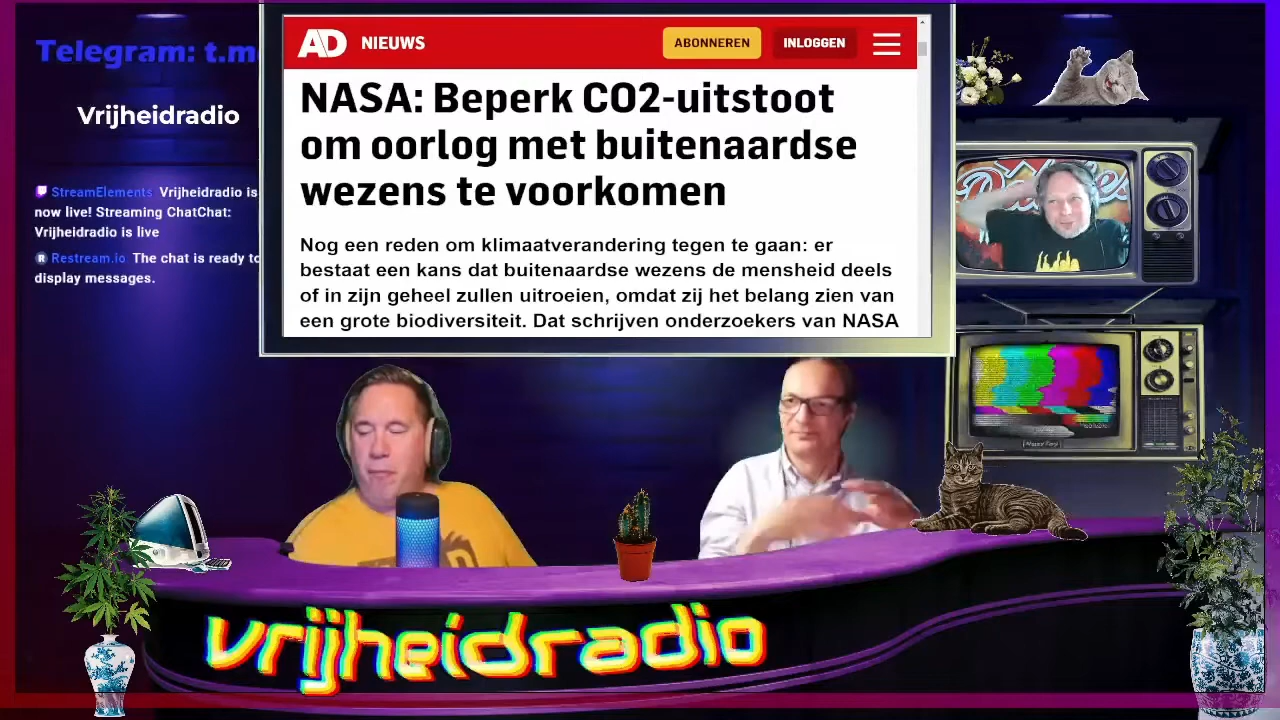 Telegram: t.m
Vrijheidradio
StreamElements Vrijheidradio is
now live! Streaming ChatChat:
Vrijheidradio is live
Restream.io The chat is ready to
display messages.
AD NIEUWS ABONNEREN INLOGGEN
NASA: Beperk CO2-uitstoot
om oorlog met buitenaardse
wezens te voorkomen
Nog een reden om klimaatverandering tegen te gaan: er
bestaat een kans dat buitenaardse wezens de mensheid deels
of in zijn geheel zullen uitroeien, omdat zij het belang zien van
een grote biodiversiteit. Dat schrijven onderzoekers van NASA
vrijheidradio